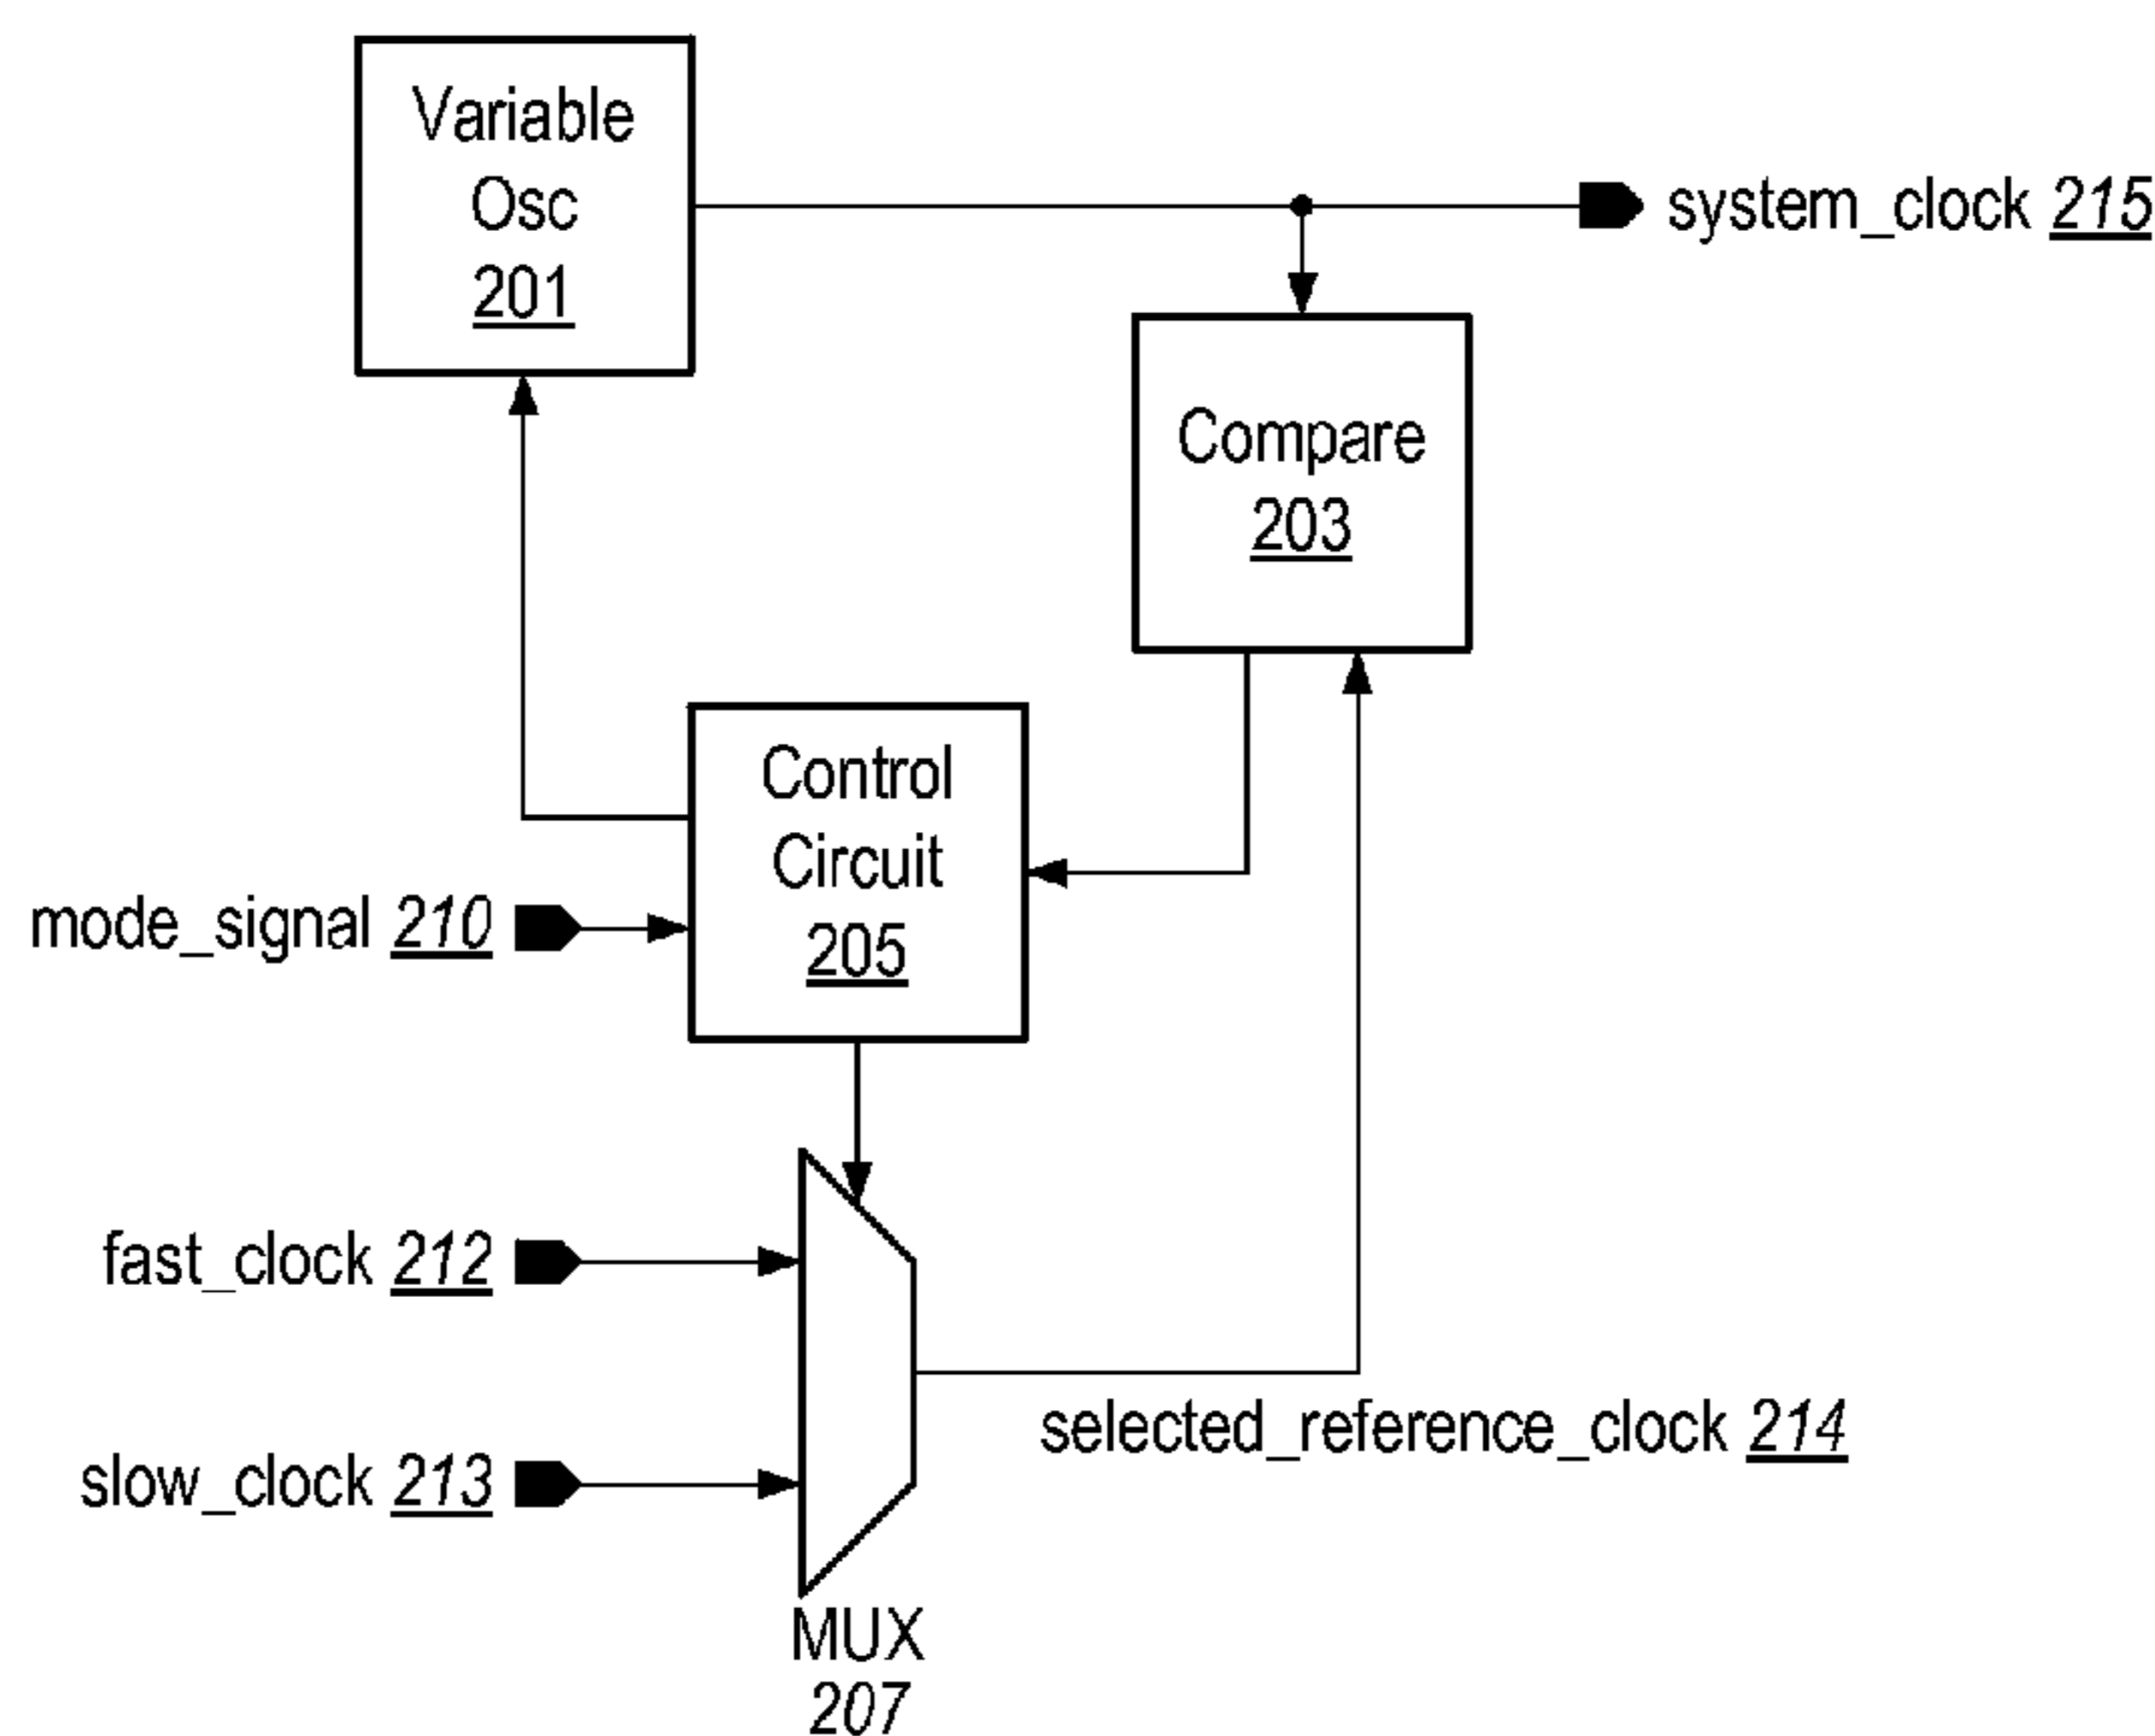 Variable
Osc
201
system_clock 215
Compare
203
Control
Circuit
205
mode_signal 210
fast_clock 212
selected_reference_clock 214
slow_clock 213
MUX
207